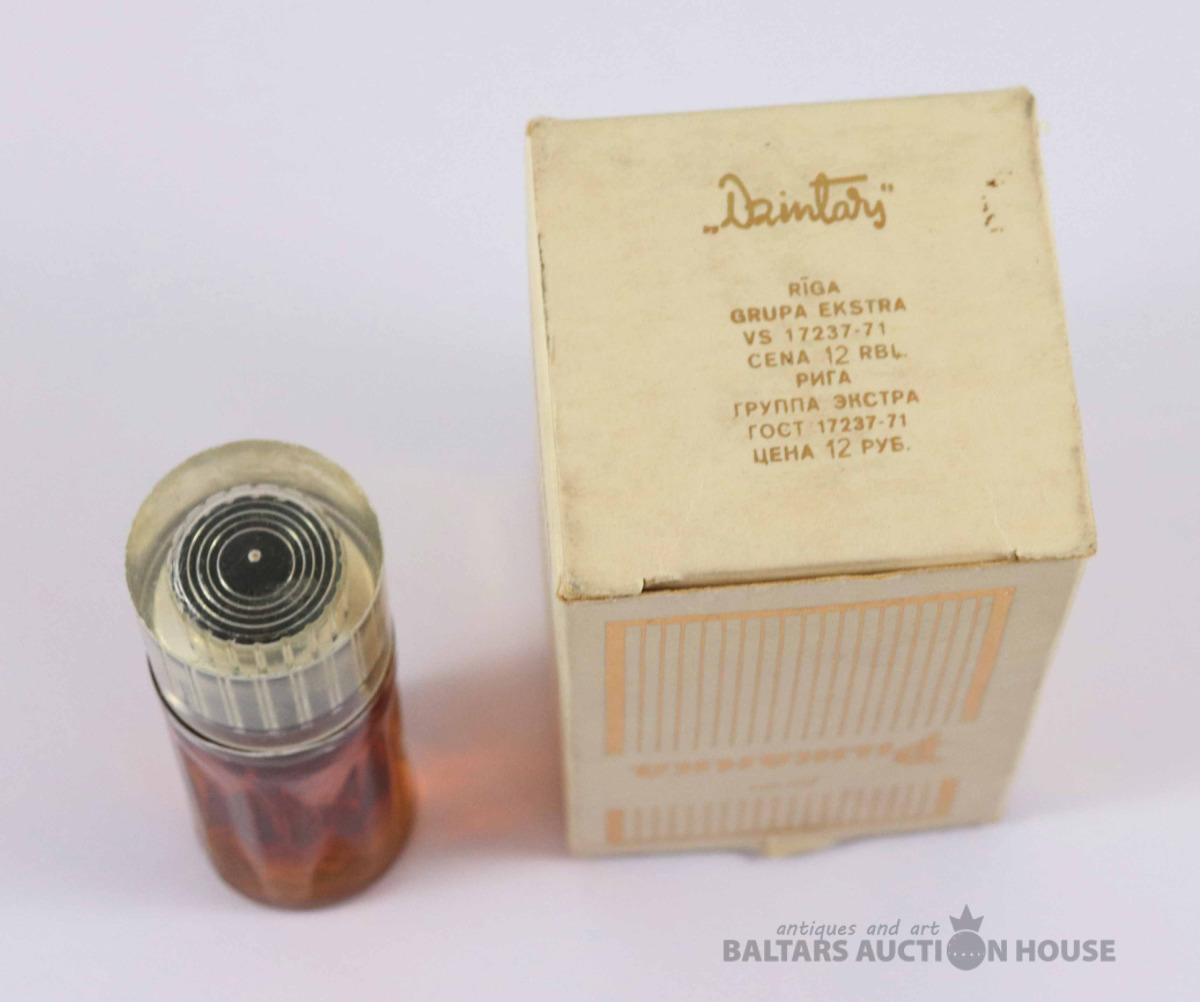 „Dzintars"
RĪGA
GRUPA EKSTRA
VS 17237-71
CENA 12 RBĻ.
РИГА
ГРУППА ЭКСТРА
ГОСТ 17237-71
ЦЕНА 12 РУБ.
antiques and art
BALTARS AUCTION HOUSE